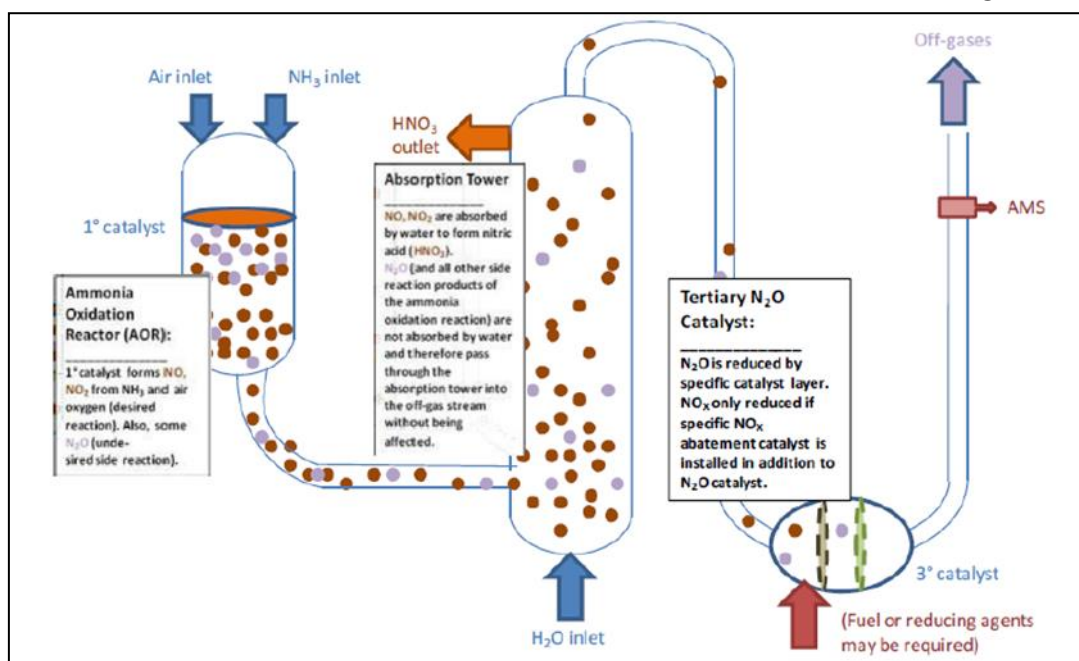 Off-gases
Air inlet
NH₃ inlet
HNO₃
outlet
1° catalyst
AMS
Ammonia
Oxidation
Reactor (AOR):
1° catalyst forms NO,
NO₂ from NH₃ and air
oxygen (desired
reaction). Also, some
N₂O (unde-
sired side reaction).
Absorption Tower
NO, NO₂ are absorbed
by water to form nitric
acid (HNO₃).
N₂O (and all other side
reaction products of
the ammonia
oxidation reaction) are
not absorbed by water
and therefore pass
through the
absorption tower into
the off-gas stream
without being
affected.
Tertiary N₂O
Catalyst:
N₂O is reduced by
specific catalyst layer.
NOₓ only reduced if
specific NOₓ
abatement catalyst is
installed in addition to
N₂O catalyst.
3° catalyst
H₂O inlet
(Fuel or reducing agents
may be required)